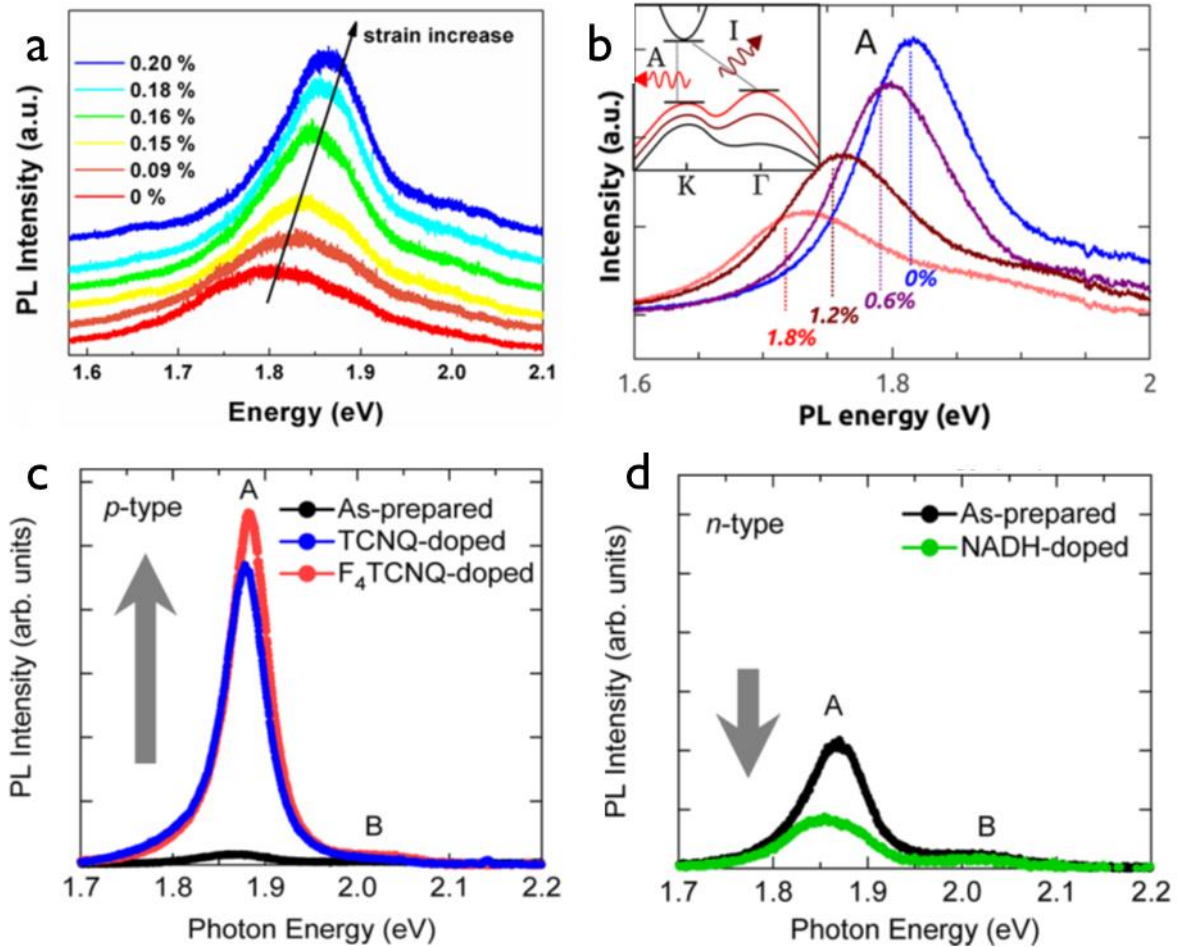 a
strain increase
0.20 %
0.18 %
0.16 %
0.15 %
0.09 %
0 %
PL Intensity (a.u.)
1.6 1.7 1.8 1.9 2.0 2.1
Energy (eV)
b
A
I
A
K Γ
0%
0.6%
1.2%
1.8%
Intensity (a.u.)
1.6 1.8 2
PL energy (eV)
c
A
p-type
As-prepared
TCNQ-doped
F4TCNQ-doped
B
PL Intensity (arb. units)
1.7 1.8 1.9 2.0 2.1 2.2
Photon Energy (eV)
d
n-type
As-prepared
NADH-doped
A
B
PL Intensity (arb. units)
1.7 1.8 1.9 2.0 2.1 2.2
Photon Energy (eV)